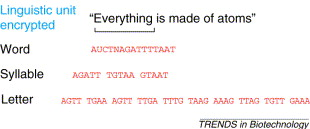 Linguistic unit
encrypted
“Everything is made of atoms”
Word AUCTNAGATTTTAAT
Syllable AGATT TGTAA GTAAT
Letter AGTT TGAA AGTT TTGA TTTG TAAG AAAG TTAG TGTT GAAA
TRENDS in Biotechnology